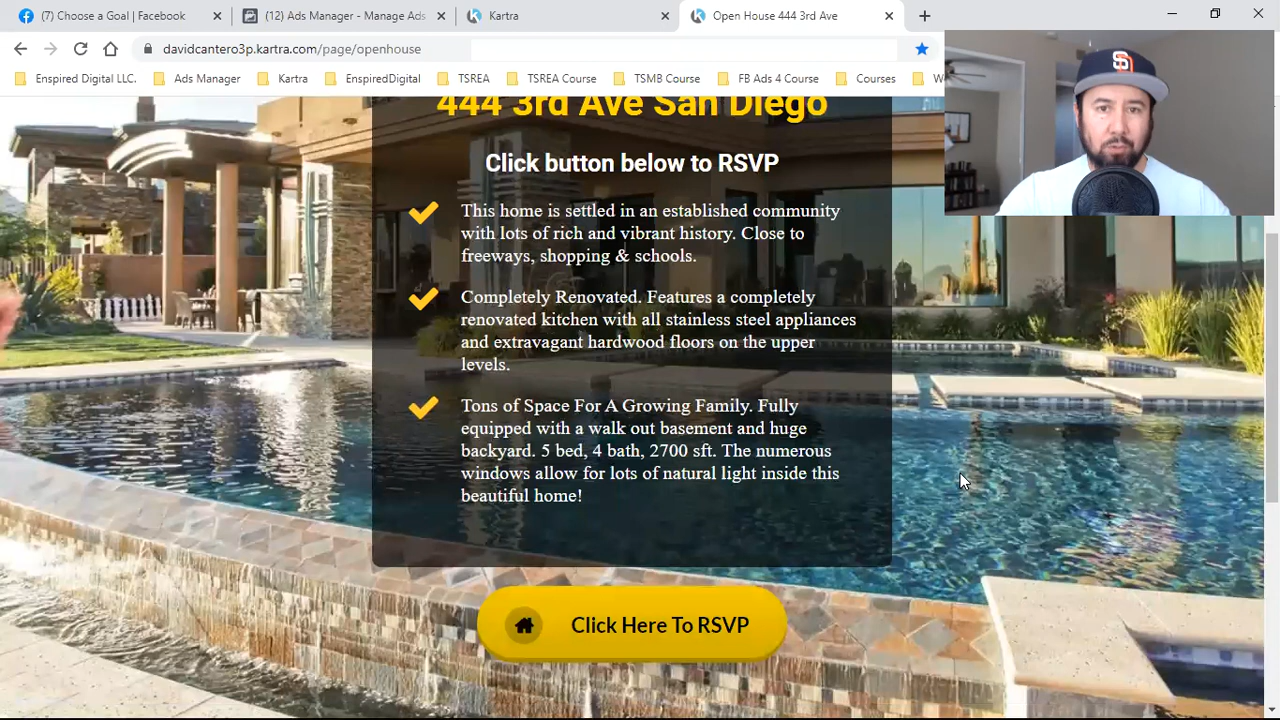 (7) Choose a Goal | Facebook
(12) Ads Manager - Manage Ads
Kartra
Open House 444 3rd Ave
davidcantero3p.kartra.com/page/openhouse
Enspired Digital LLC.
Ads Manager
Kartra
EnspiredDigital
TSREA
TSREA Course
TSMB Course
FB Ads 4 Course
Courses
444 3rd Ave San Diego
Click button below to RSVP
This home is settled in an established community
with lots of rich and vibrant history. Close to
freeways, shopping & schools.
Completely Renovated. Features a completely
renovated kitchen with all stainless steel appliances
and extravagant hardwood floors on the upper
levels.
Tons of Space For A Growing Family. Fully
equipped with a walk out basement and huge
backyard. 5 bed, 4 bath, 2700 sft. The numerous
windows allow for lots of natural light inside this
beautiful home!
Click Here To RSVP